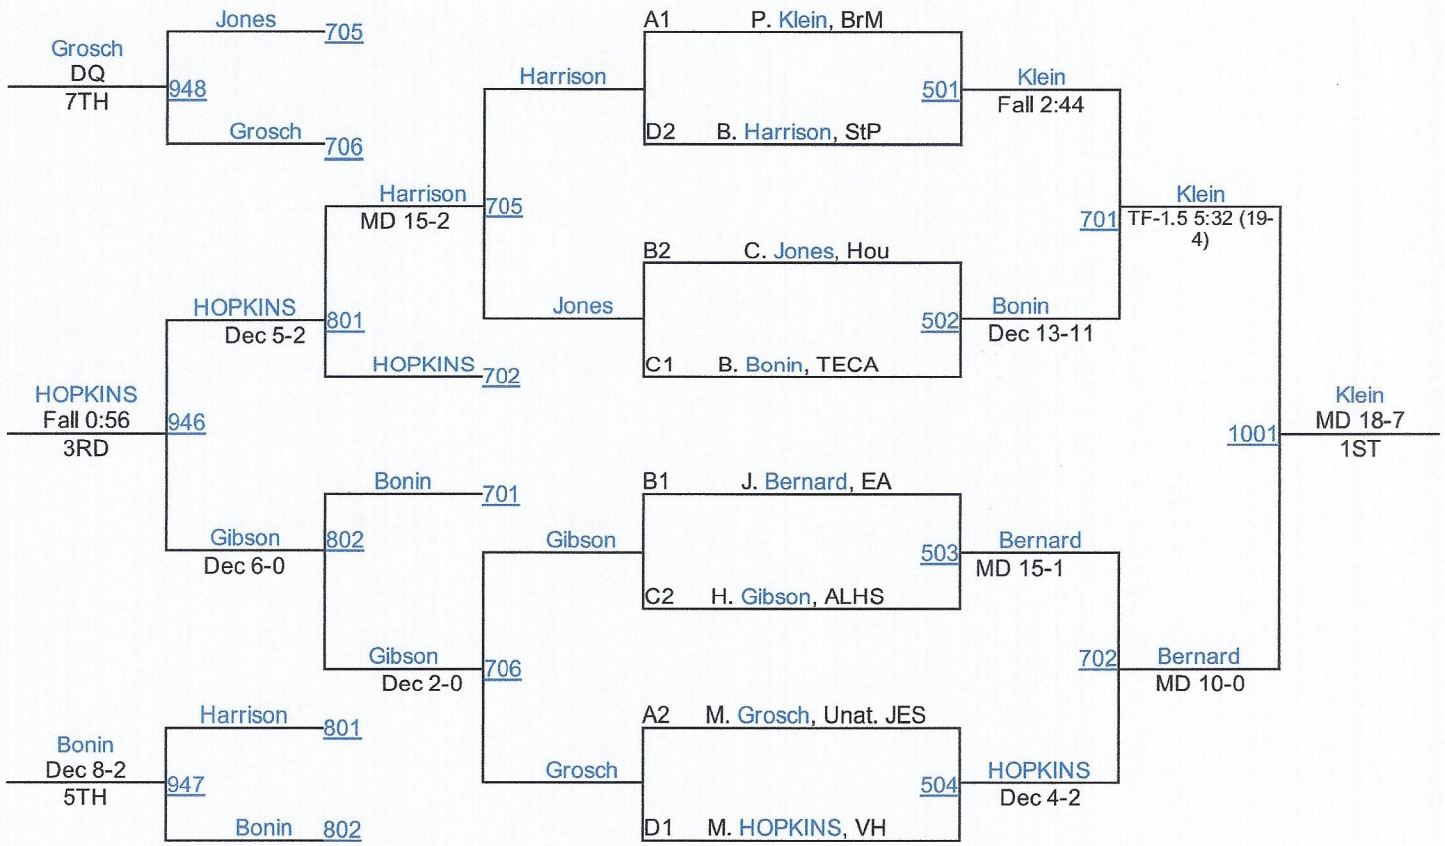 Jones
705
Grosch
DQ
7TH
948
Grosch
706
Harrison
MD 15-2
705
HOPKINS
Dec 5-2
801
HOPKINS
702
HOPKINS
Fall 0:56
3RD
946
Bonin
701
Gibson
Dec 6-0
802
Gibson
Dec 2-0
706
Harrison
801
Bonin
Dec 8-2
5TH
947
Bonin
802
Harrison
Jones
Gibson
Grosch
A1 P. Klein, BrM
501
D2 B. Harrison, StP
B2 C. Jones, Hou
502
C1 B. Bonin, TECA
B1 J. Bernard, EA
503
C2 H. Gibson, ALHS
A2 M. Grosch, Unat. JES
504
D1 M. HOPKINS, VH
Klein
Fall 2:44
Bonin
Dec 13-11
Bernard
MD 15-1
HOPKINS
Dec 4-2
701
Klein
TF-1.5 5:32 (19-
4)
702
Bernard
MD 10-0
1001
Klein
MD 18-7
1ST